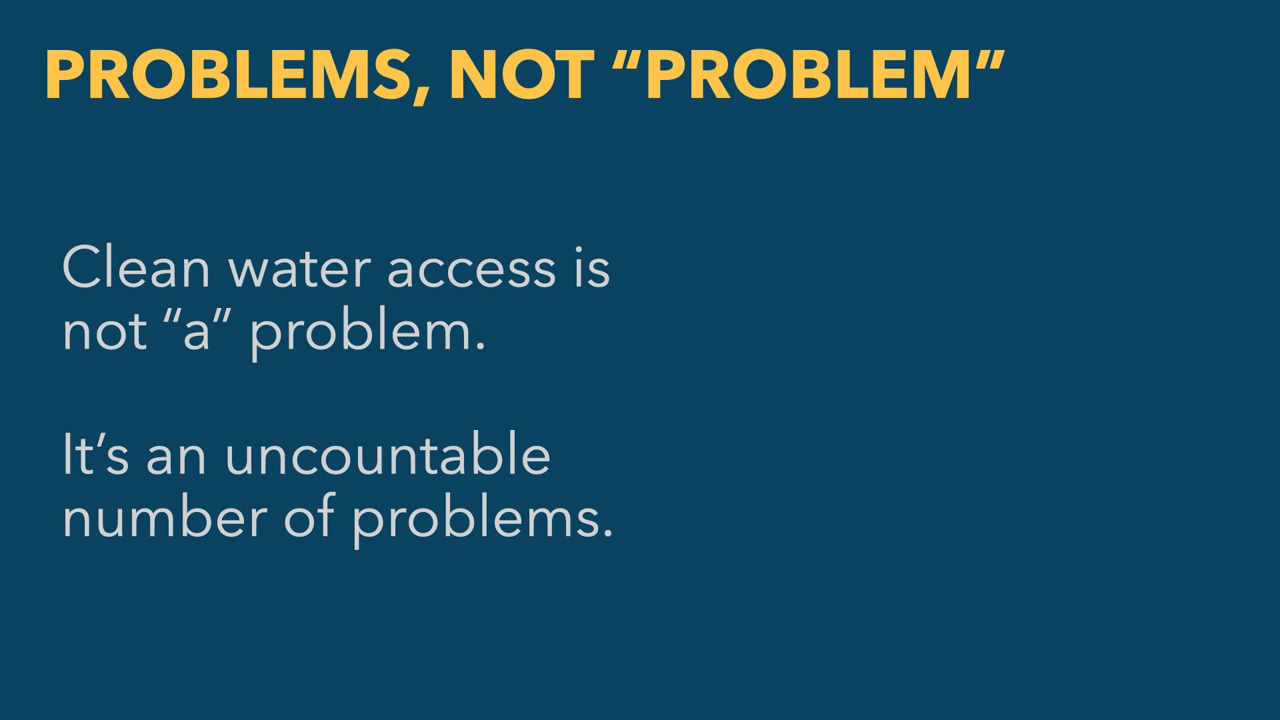 PROBLEMS, NOT “PROBLEM”
Clean water access is
not “a” problem.
It’s an uncountable
number of problems.